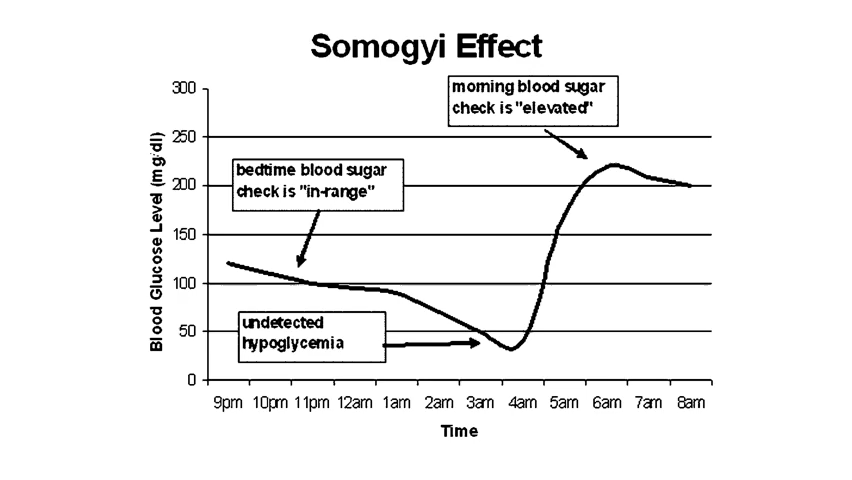 Somogyi Effect
morning blood sugar
check is "elevated"
bedtime blood sugar
check is "in-range"
undetected
hypoglycemia
Blood Glucose Level (mg/dl)
300
250
200
150
100
50
0
9pm 10pm 11pm 12am 1am 2am 3am 4am 5am 6am 7am 8am
Time